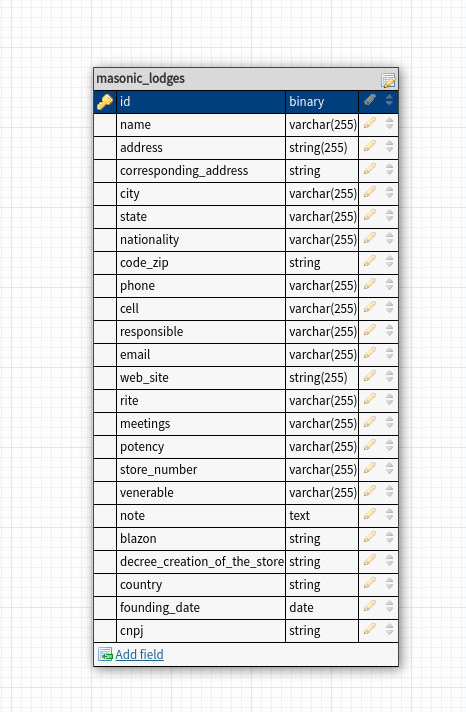 masonic_lodges
id binary
name varchar(255)
address string(255)
corresponding_address string
city varchar(255)
state varchar(255)
nationality varchar(255)
code_zip string
phone varchar(255)
cell varchar(255)
responsible varchar(255)
email varchar(255)
web_site string(255)
rite varchar(255)
meetings varchar(255)
potency varchar(255)
store_number varchar(255)
venerable varchar(255)
note text
blazon string
decree_creation_of_the_store string
country string
founding_date date
cnpj string
Add field